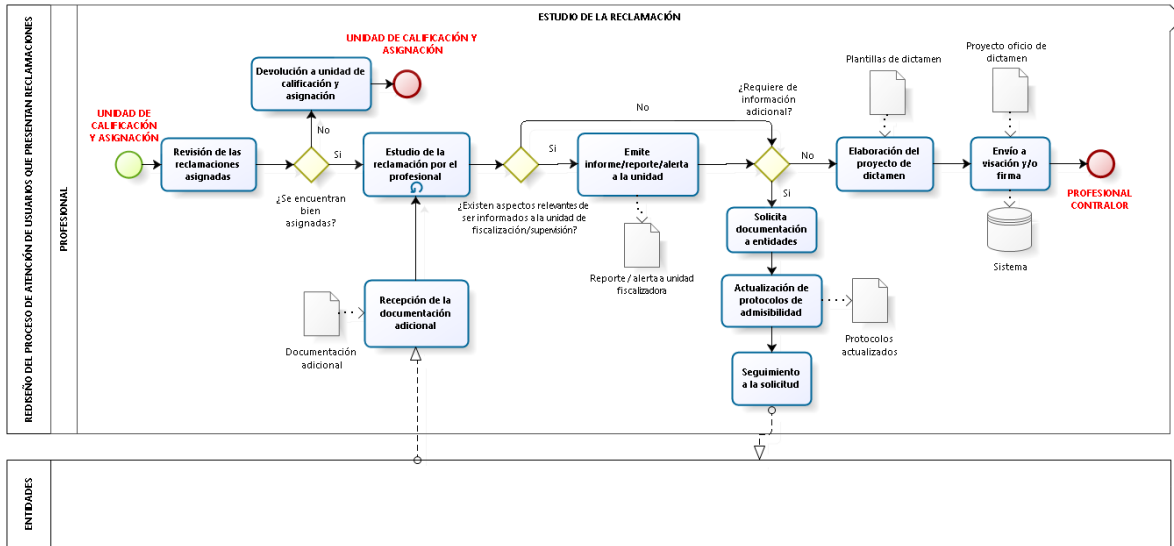 ESTUDIO DE LA RECLAMACIÓN
REDISEÑO DEL PROCESO DE ATENCIÓN DE USUARIOS QUE PRESENTAN RECLAMACIONES
PROFESIONAL
UNIDAD DE
CALIFICACIÓN
Y ASIGNACIÓN
Revisión de las
reclamaciones
asignadas
¿Se encuentran
bien
asignadas?
No
Si
Devolución a unidad de
calificación y
asignación
UNIDAD DE CALIFICACIÓN Y
ASIGNACIÓN
Estudio de la
reclamación por el
profesional
¿Existen aspectos relevantes de
ser informados a la unidad de
fiscalización/supervisión?
No
Si
Emite
informe/reporte/alerta
a la unidad
Reporte / alerta a unidad
fiscalizadora
¿Requiere de
información
adicional?
No
Si
Plantillas de dictamen
Elaboración del
proyecto de
dictamen
Proyecto oficio de
dictamen
Envío a
visación y/o
firma
Sistema
PROFESIONAL
CONTRALOR
Solicita
documentación
a entidades
Actualización de
protocolos de
admisibilidad
Protocolos
actualizados
Seguimiento
a la solicitud
Recepción de la
documentación
adicional
Documentación
adicional
ENTIDADES